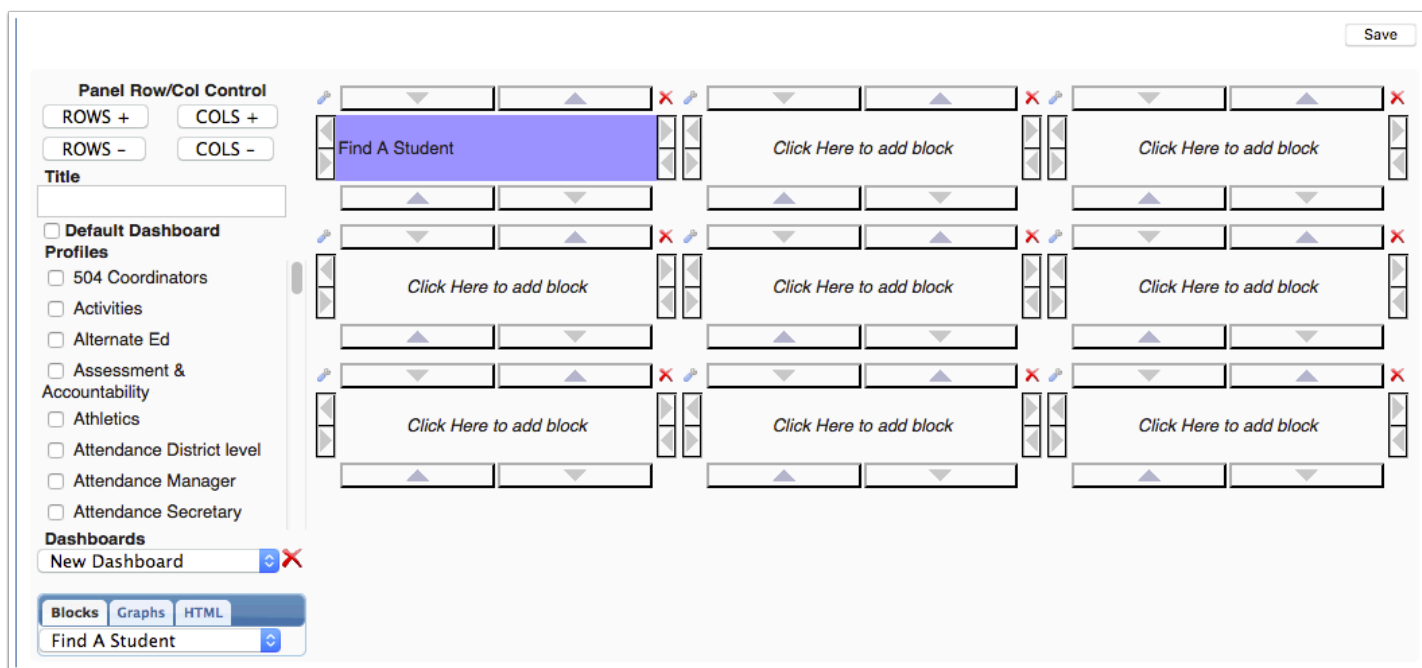 Save
Panel Row/Col Control
ROWS + COLS +
ROWS – COLS –
Title
Default Dashboard
Profiles
504 Coordinators
Activities
Alternate Ed
Assessment &
Accountability
Athletics
Attendance District level
Attendance Manager
Attendance Secretary
Dashboards
New Dashboard
Blocks Graphs HTML
Find A Student
Find A Student Click Here to add block Click Here to add block
Click Here to add block Click Here to add block Click Here to add block
Click Here to add block Click Here to add block Click Here to add block